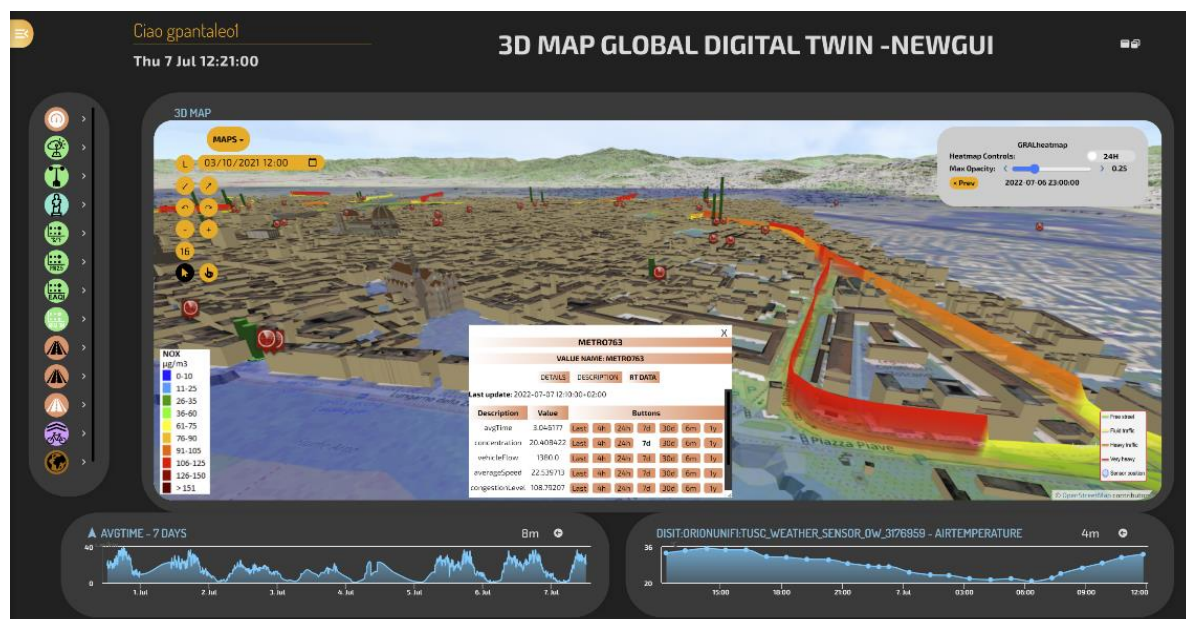 Ciao gpantaleo1
Thu 7 Jul 12:21:00
3D MAP GLOBAL DIGITAL TWIN -NEWGUI
3D MAP
MAPS
L 03/10/2021 12:00
- +
16
GRALheatmap
Heatmap Controls: 24H
Max Opacity: < > 0.25
< Prev 2022-07-06 23:00:00
NOX
µg/m3
0-10
11-25
26-35
36-60
61-75
76-90
91-105
106-125
126-150
> 151
X
METRO763
VALUE NAME: METRO763
DETAILS DESCRIPTION RT DATA
Last update: 2022-07-07 12:10:00+02:00
Description Value Buttons
avgTime 3.046177 Last 4h 24h 7d 30d 6m 1y
concentration 20.408422 Last 4h 24h 7d 30d 6m 1y
vehicleFlow 1380.0 Last 4h 24h 7d 30d 6m 1y
averageSpeed 22.539713 Last 4h 24h 7d 30d 6m 1y
congestionLevel 108.79207 Last 4h 24h 7d 30d 6m 1y
Piazza Piave
Free street
Fluid traffic
Heavy traffic
Very heavy
Sensor position
© OpenStreetMap contributors
AVGTIME - 7 DAYS 8m
40
0
1. Jul 2. Jul 3. Jul 4. Jul 5. Jul 6. Jul 7. Jul
DISIT:ORIONUNIFI:TUSC_WEATHER_SENSOR_OW_3176959 - AIRTEMPERATURE 4m
36
20
15:00 18:00 21:00 7. Jul 03:00 06:00 09:00 12:00